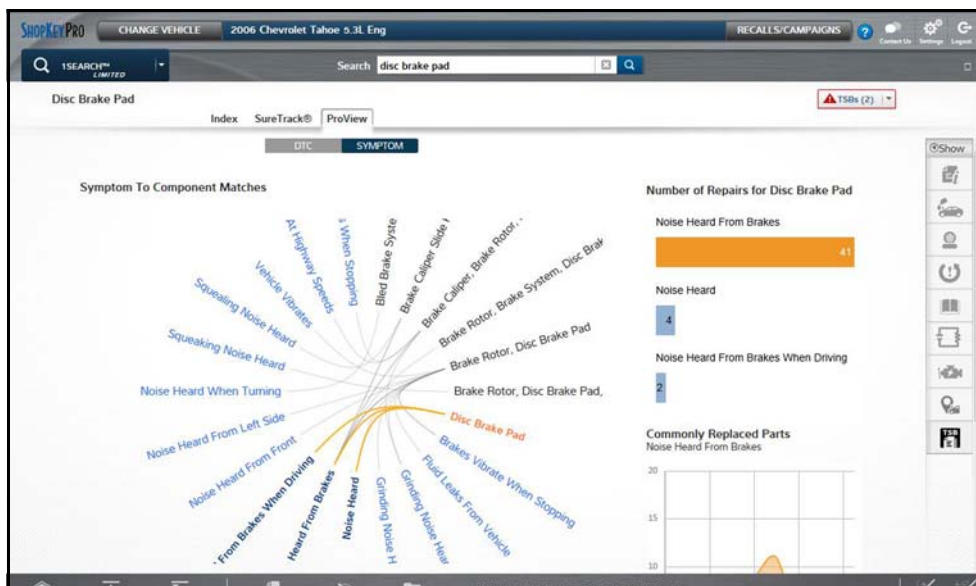 SHOPKEYPRO
CHANGE VEHICLE
2006 Chevrolet Tahoe 5.3L Eng
RECALLS/CAMPAIGNS
?
Contact Us
Settings
Logout
1SEARCH™
LIMITED
Search
disc brake pad
Disc Brake Pad
TSBs (2)
Index
SureTrack®
ProView
DTC
SYMPTOM
Show
Symptom To Component Matches
When Stopping
At Highway Speeds
Vehicle Vibrates
Squealing Noise Heard
Squeaking Noise Heard
Noise Heard When Turning
Noise Heard From Left Side
Noise Heard From Front
From Brakes When Driving
Heard From Brakes
Noise Heard
Grinding Noise H
Grinding Noise Hear
Fluid Leaks From Vehicle
Brakes Vibrate When Stopping
Disc Brake Pad
Brake Rotor, Disc Brake Pad,
Brake Rotor, Disc Brake Pad
Brake Rotor, Brake System, Disc Brak
Brake Caliper, Brake Rotor,
Brake Caliper Slide
Bled Brake Syste
Number of Repairs for Disc Brake Pad
Noise Heard From Brakes
41
Noise Heard
4
Noise Heard From Brakes When Driving
2
Commonly Replaced Parts
Noise Heard From Brakes
20
15
10
TSB